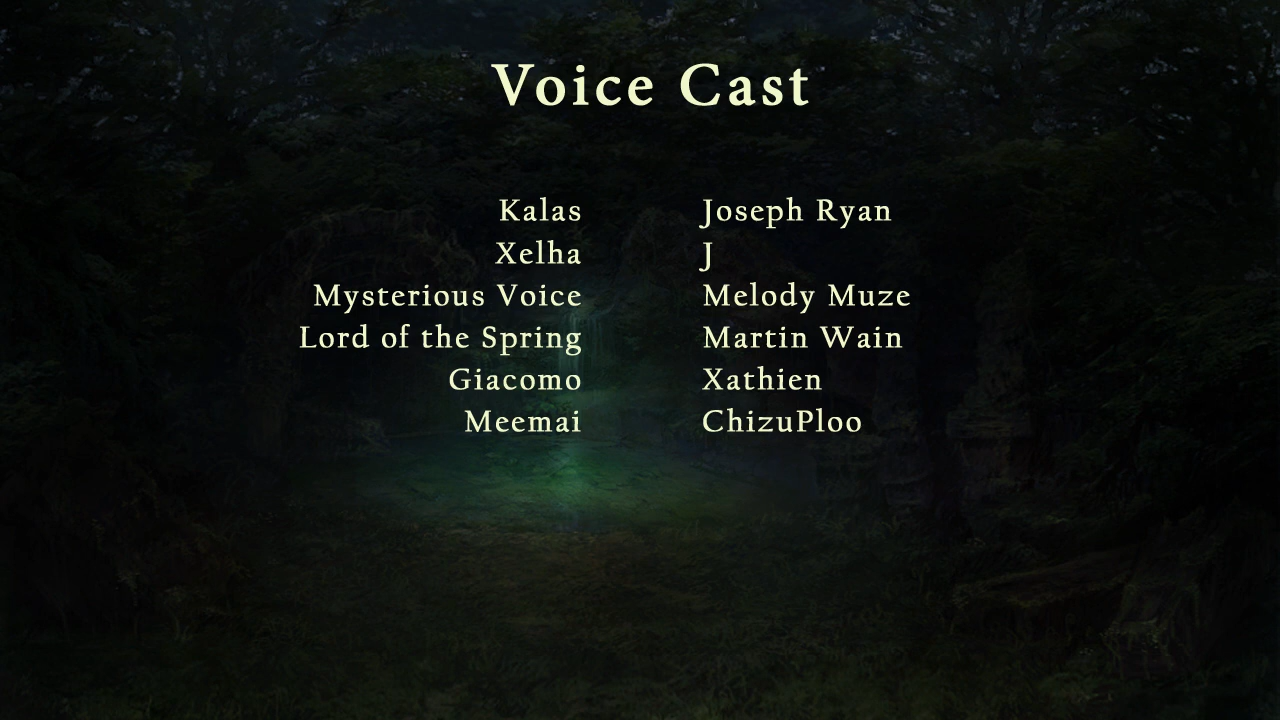 Voice Cast
Kalas Joseph Ryan
Xelha J
Mysterious Voice Melody Muze
Lord of the Spring Martin Wain
Giacomo Xathien
Meemai ChizuPloo